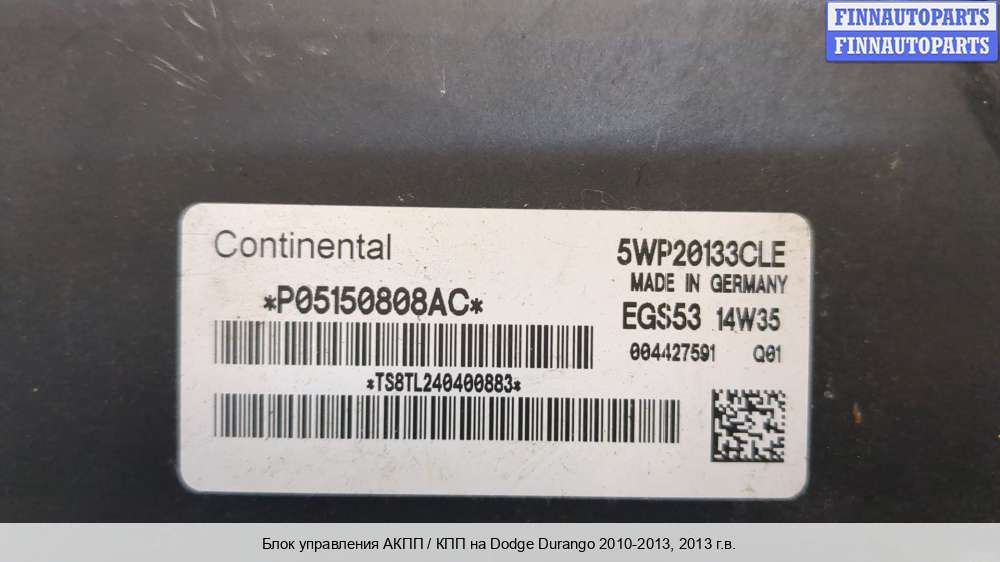 FINNAUTOPARTS
FINNAUTOPARTS
Continental
5WP20133CLE
MADE IN GERMANY
*P05150808AC*
EGS53 14W35
004427591 Q01
*TS8TL240400883*
Блок управления АКПП / КПП на Dodge Durango 2010-2013, 2013 г.в.